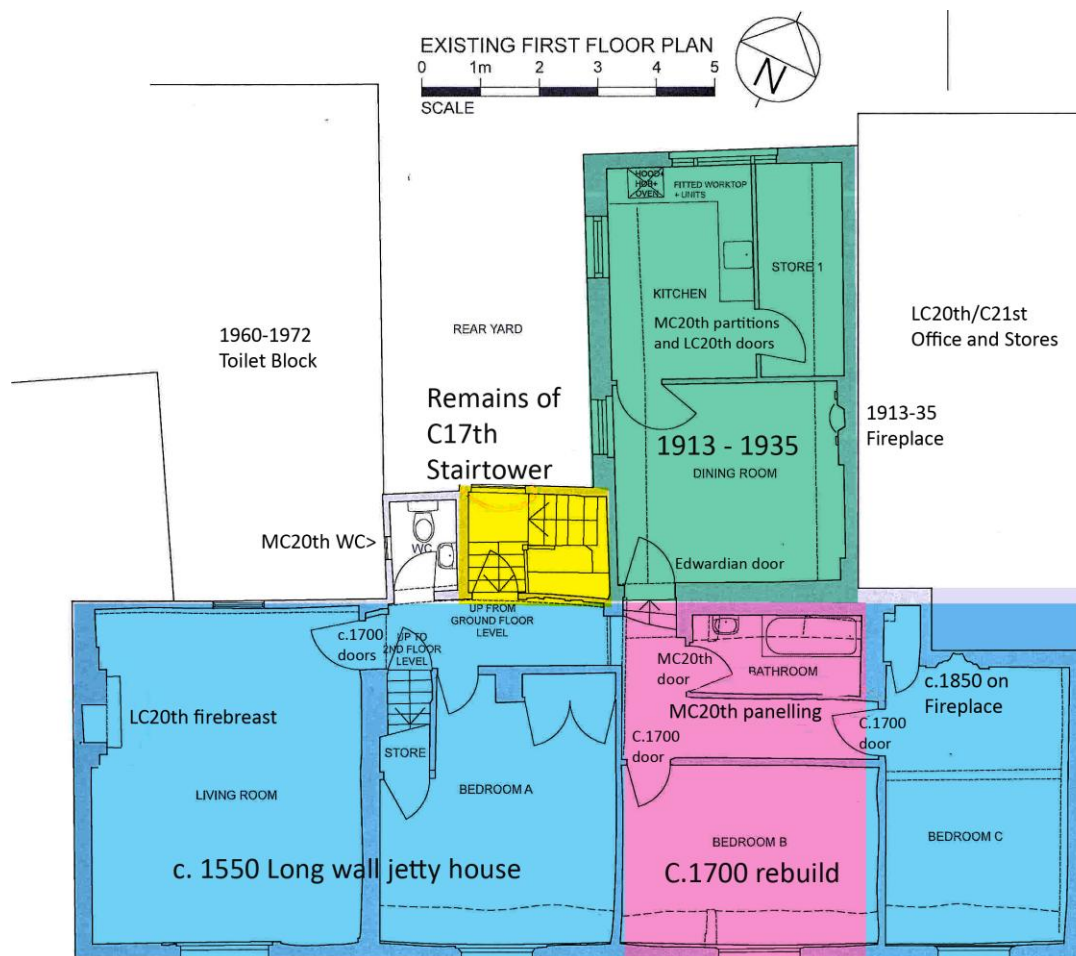 EXISTING FIRST FLOOR PLAN
0 1m 2 3 4 5
SCALE
N
HOOD+
HOB+
OVEN
FITTED WORKTOP
+ UNITS
STORE 1
KITCHEN
MC20th partitions
and LC20th doors
REAR YARD
1960-1972
Toilet Block
LC20th/C21st
Office and Stores
Remains of
C17th
Stairtower
1913-35
Fireplace
1913 - 1935
DINING ROOM
MC20th WC>
WC
Edwardian door
UP FROM
GROUND FLOOR
LEVEL
c.1700
doors
UP TO
2ND FLOOR
LEVEL
MC20th
door
BATHROOM
c.1850 on
Fireplace
LC20th firebreast
MC20th panelling
C.1700
door
C.1700
door
STORE
LIVING ROOM
BEDROOM A
BEDROOM B
BEDROOM C
c. 1550 Long wall jetty house
C.1700 rebuild